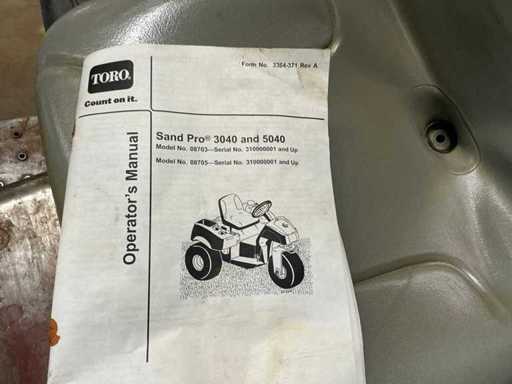 Form No. 3364-371 Rev A
TORO.
Count on it.
Operator's Manual
Sand Pro® 3040 and 5040
Model No. 08703—Serial No. 310000001 and Up
Model No. 08705—Serial No. 310000001 and Up